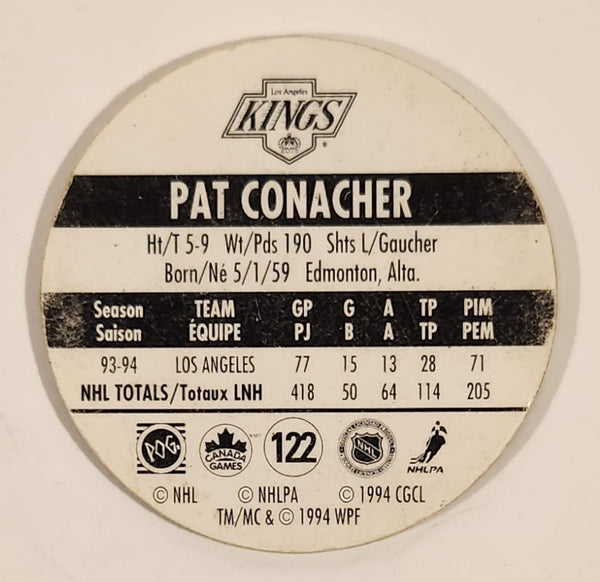 Los Angeles
KINGS
®
PAT CONACHER
Ht/T 5-9 Wt/Pds 190 Shts L/Gaucher
Born/Né 5/1/59 Edmonton, Alta.
Season TEAM GP G A TP PIM
Saison ÉQUIPE PJ B A TP PEM
93-94 LOS ANGELES 77 15 13 28 71
NHL TOTALS/Totaux LNH 418 50 64 114 205
POG CANADA GAMES 122 NHL NHLPA
© NHL © NHLPA © 1994 CGCL
TM/MC & © 1994 WPF